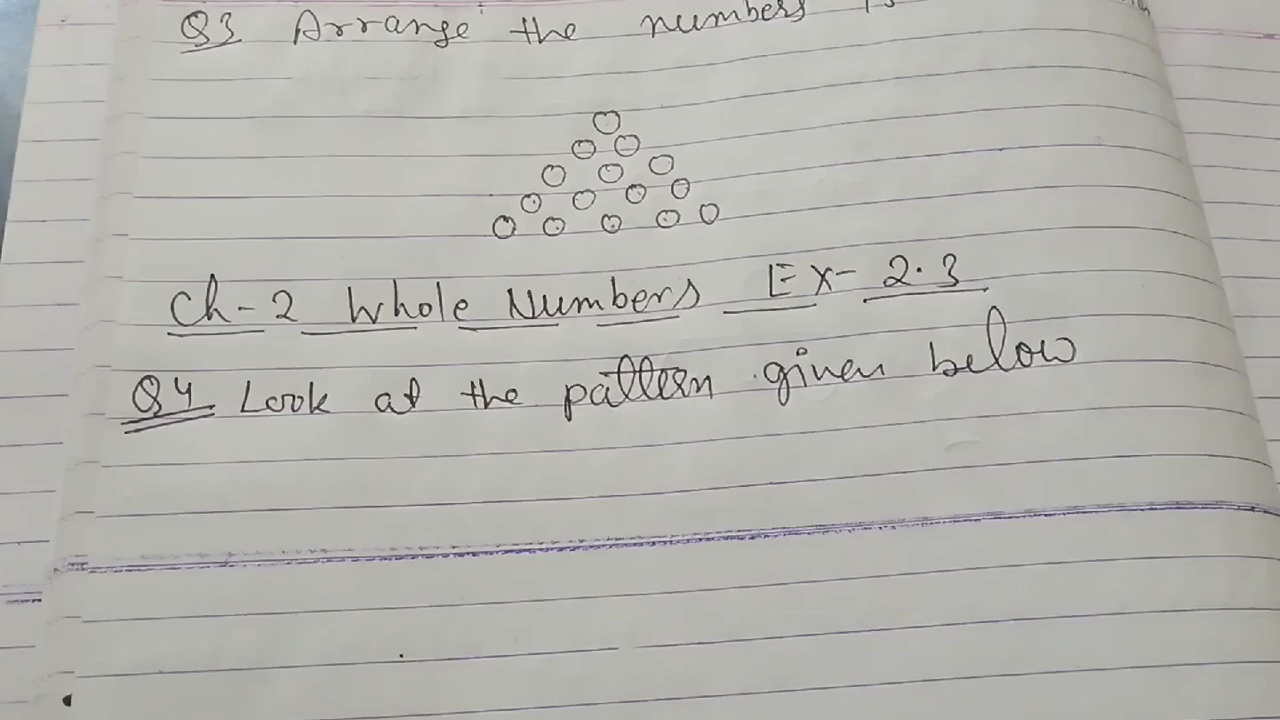 Q3 Arrange the numbers
Ch-2 Whole Numbers Ex- 2.3
Q4 Look at the pattern given below